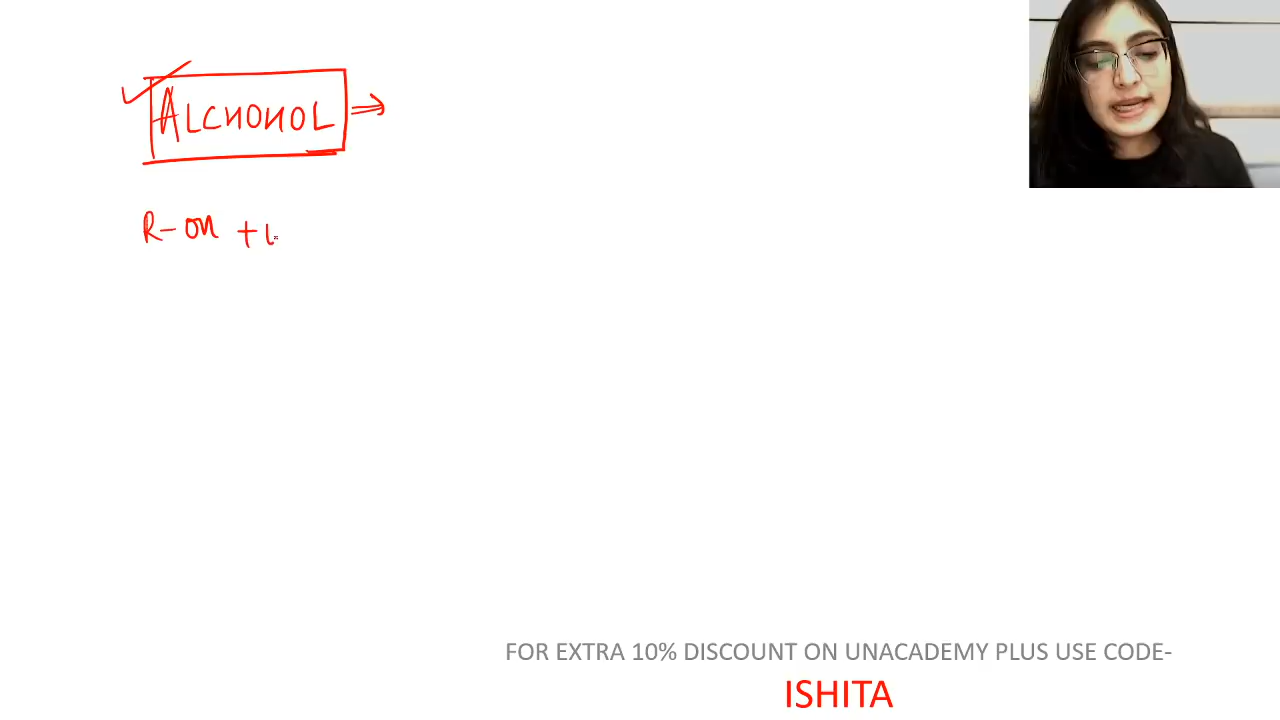 ALCHOHOL ⇒
R-OH +
FOR EXTRA 10% DISCOUNT ON UNACADEMY PLUS USE CODE-
ISHITA